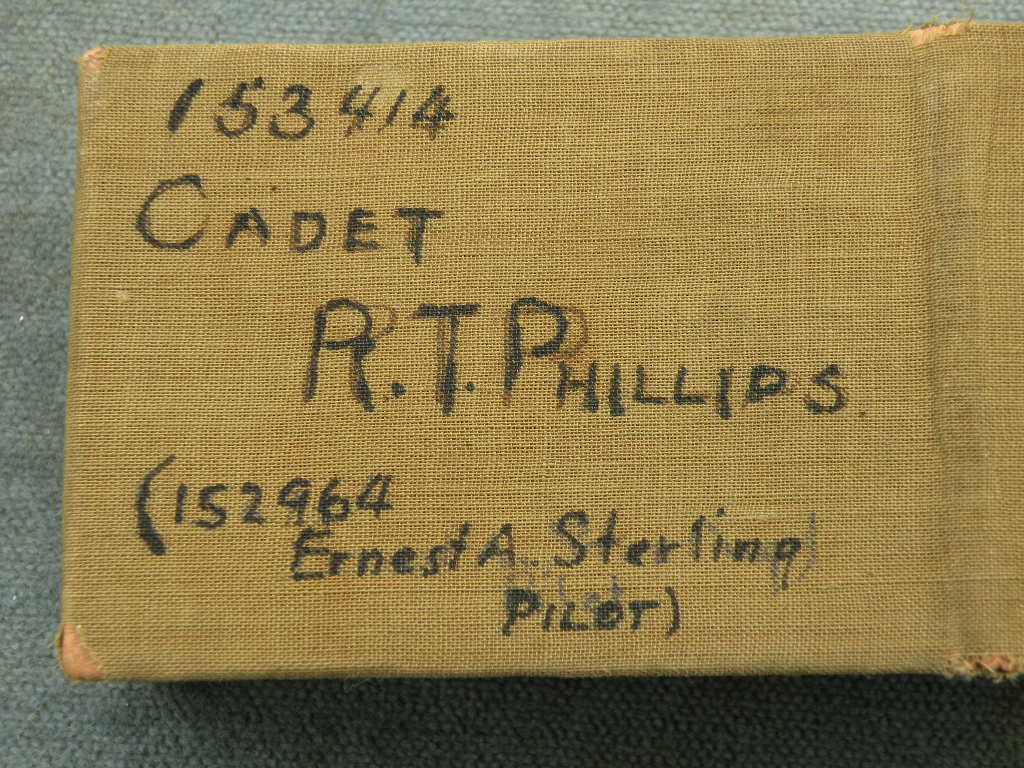 153414
CADET
R.T. PHILLIPS.
(152964
Ernest A. Sterling)
PILOT)